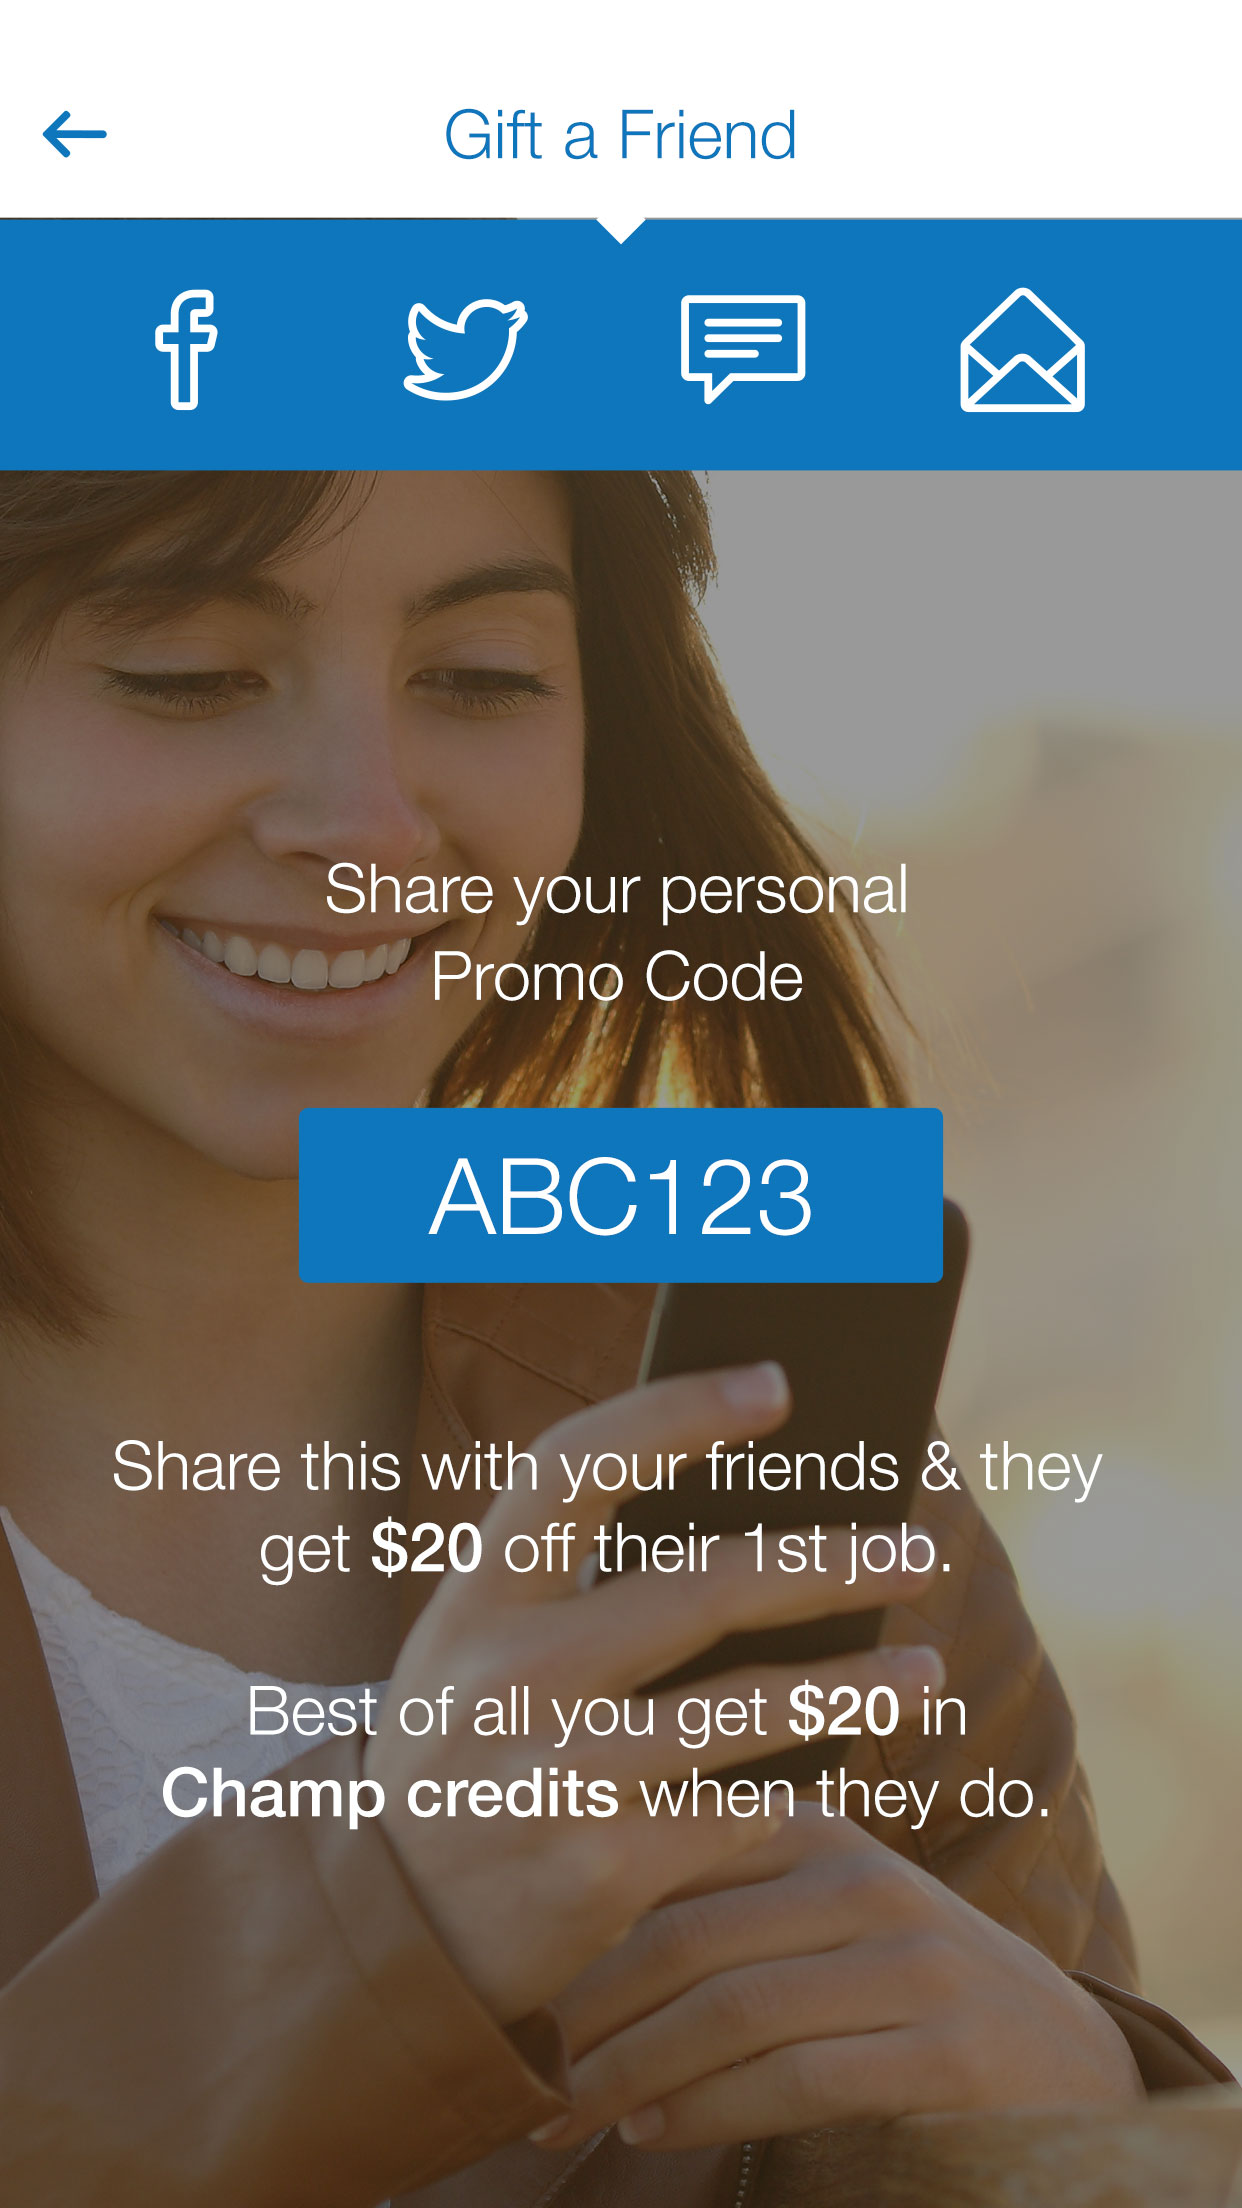 Gift a Friend
Share your personal
Promo Code
ABC123
Share this with your friends & they
get $20 off their 1st job.
Best of all you get $20 in
Champ credits when they do.